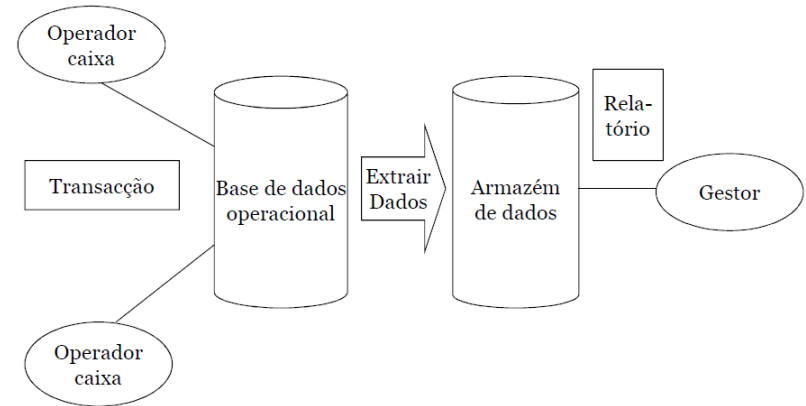 Operador
caixa
Transacção
Base de dados
operacional
Extrair
Dados
Armazém
de dados
Rela-
tório
Gestor
Operador
caixa